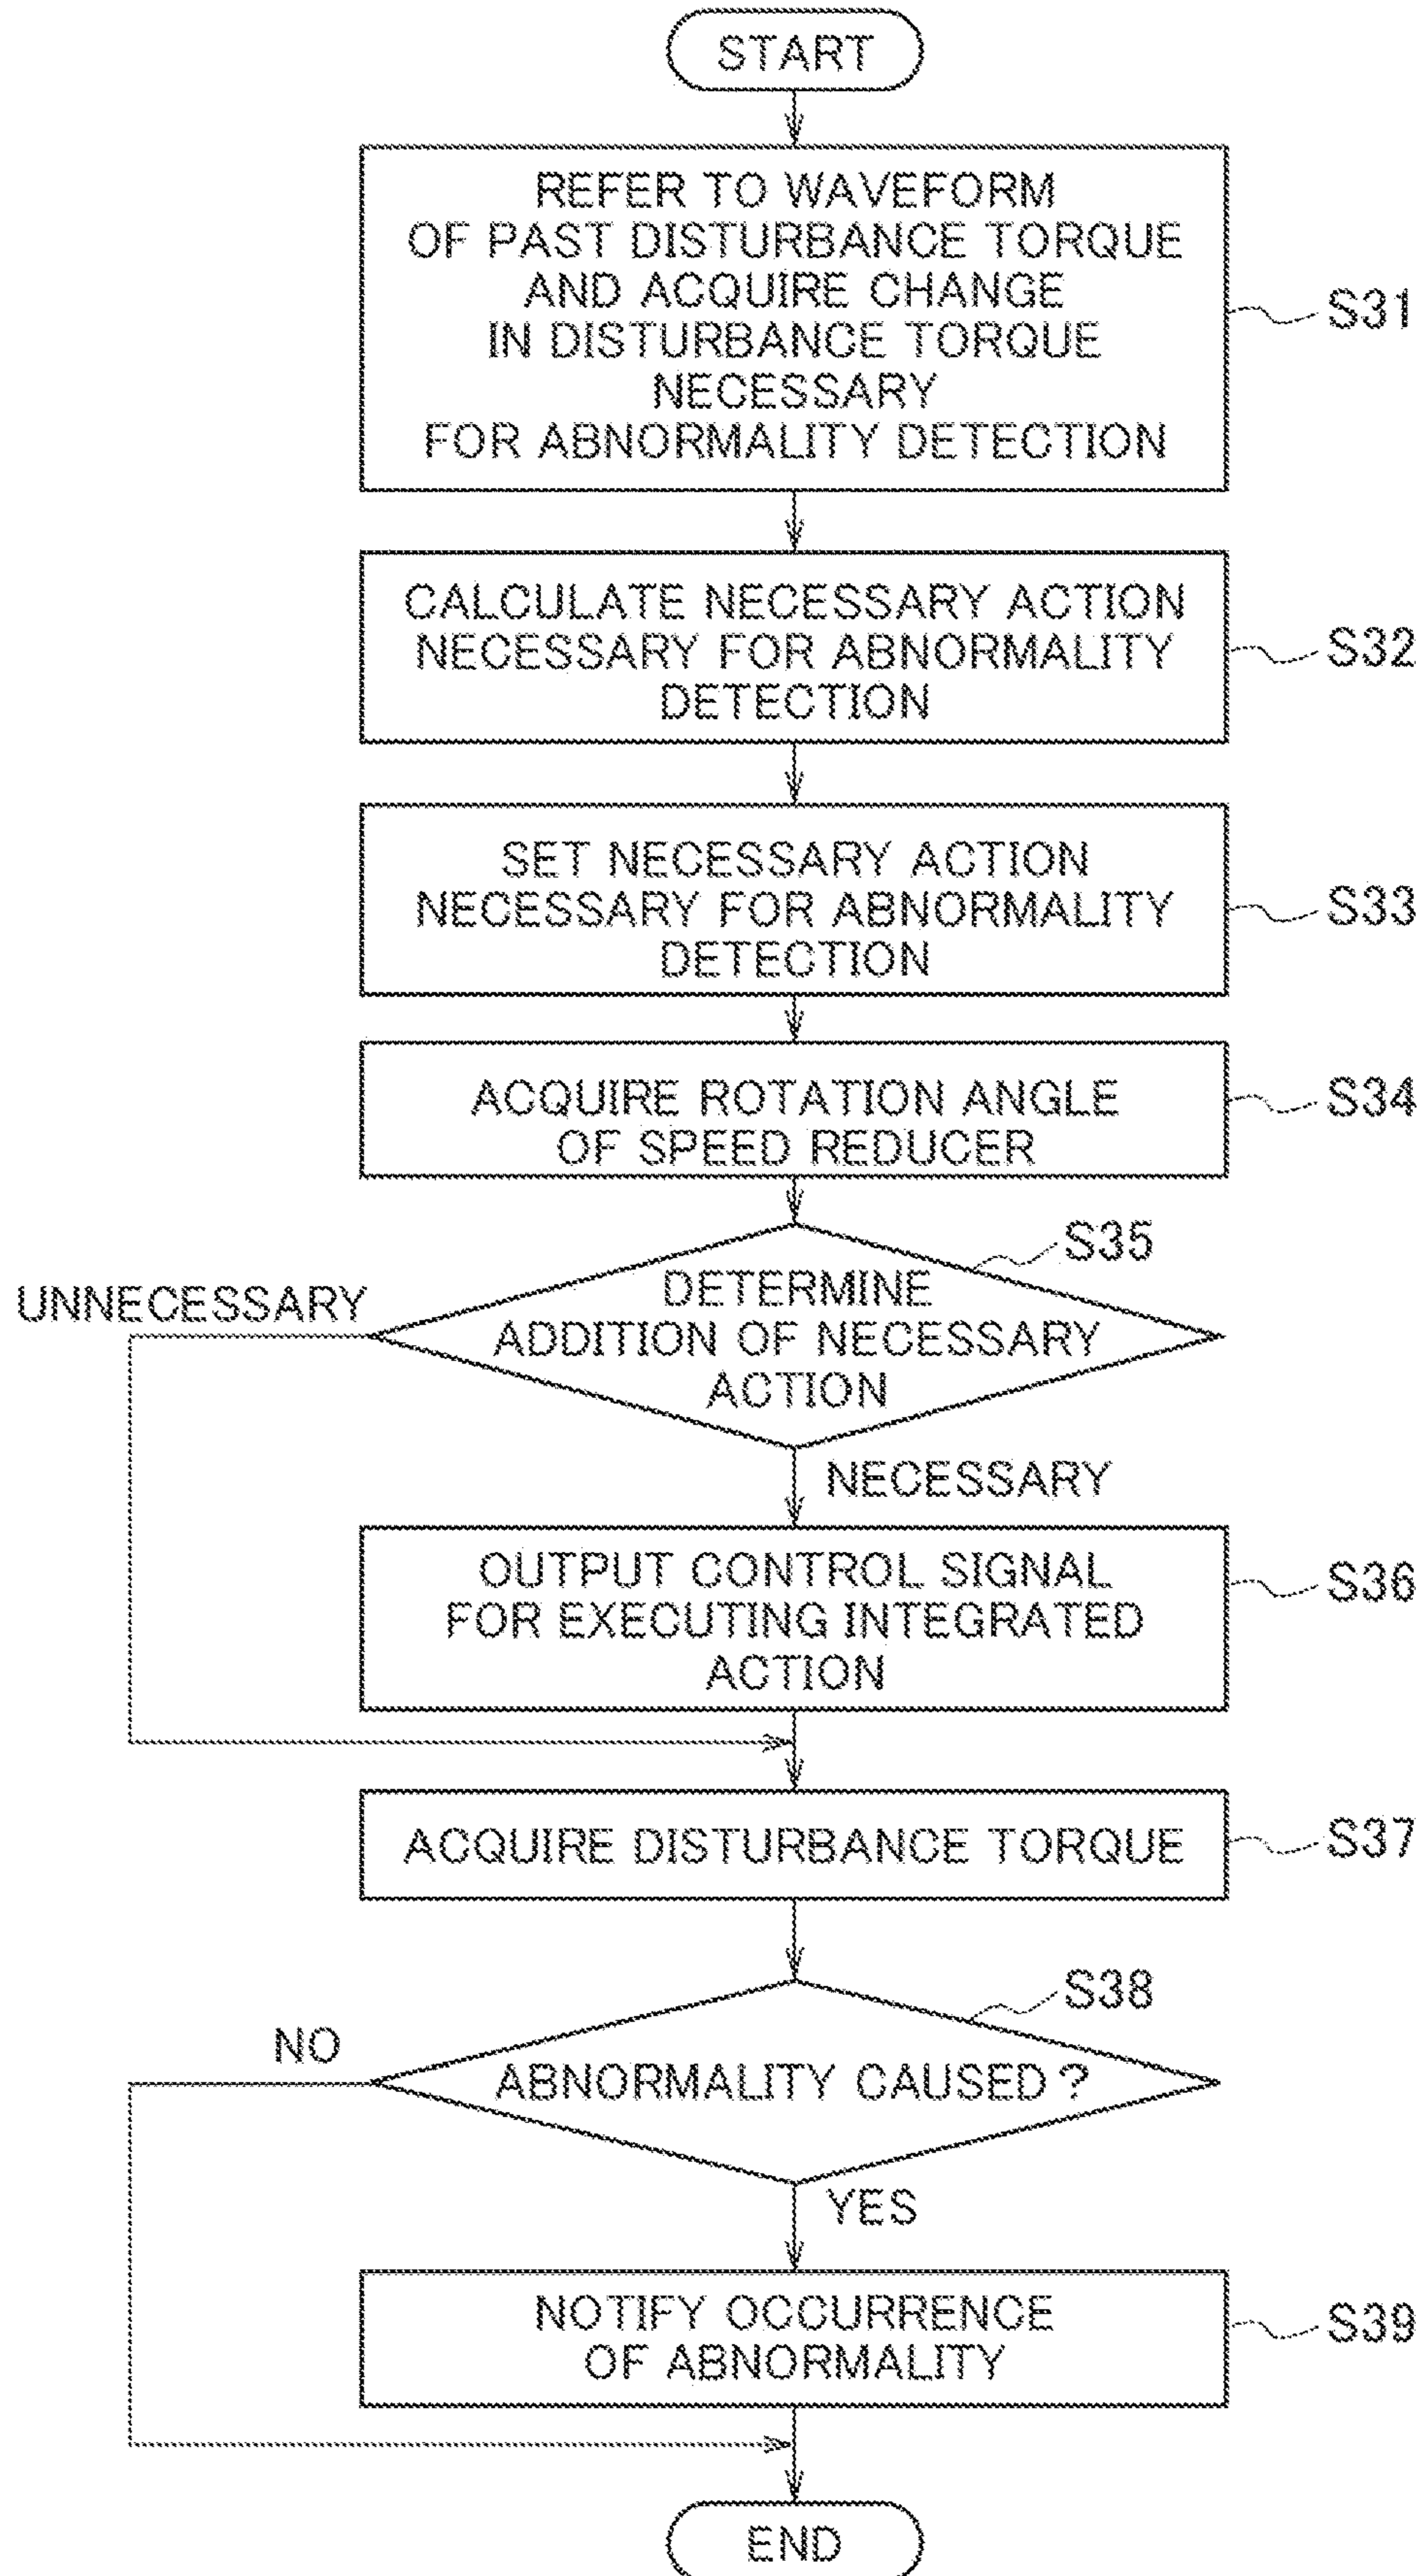 START
REFER TO WAVEFORM
OF PAST DISTURBANCE TORQUE
AND ACQUIRE CHANGE
IN DISTURBANCE TORQUE
NECESSARY
FOR ABNORMALITY DETECTION
S31
CALCULATE NECESSARY ACTION
NECESSARY FOR ABNORMALITY
DETECTION
S32
SET NECESSARY ACTION
NECESSARY FOR ABNORMALITY
DETECTION
S33
ACQUIRE ROTATION ANGLE
OF SPEED REDUCER
S34
S35
UNNECESSARY
DETERMINE
ADDITION OF NECESSARY
ACTION
NECESSARY
OUTPUT CONTROL SIGNAL
FOR EXECUTING INTEGRATED
ACTION
S36
ACQUIRE DISTURBANCE TORQUE
S37
S38
NO
ABNORMALITY CAUSED ?
YES
NOTIFY OCCURRENCE
OF ABNORMALITY
S39
END